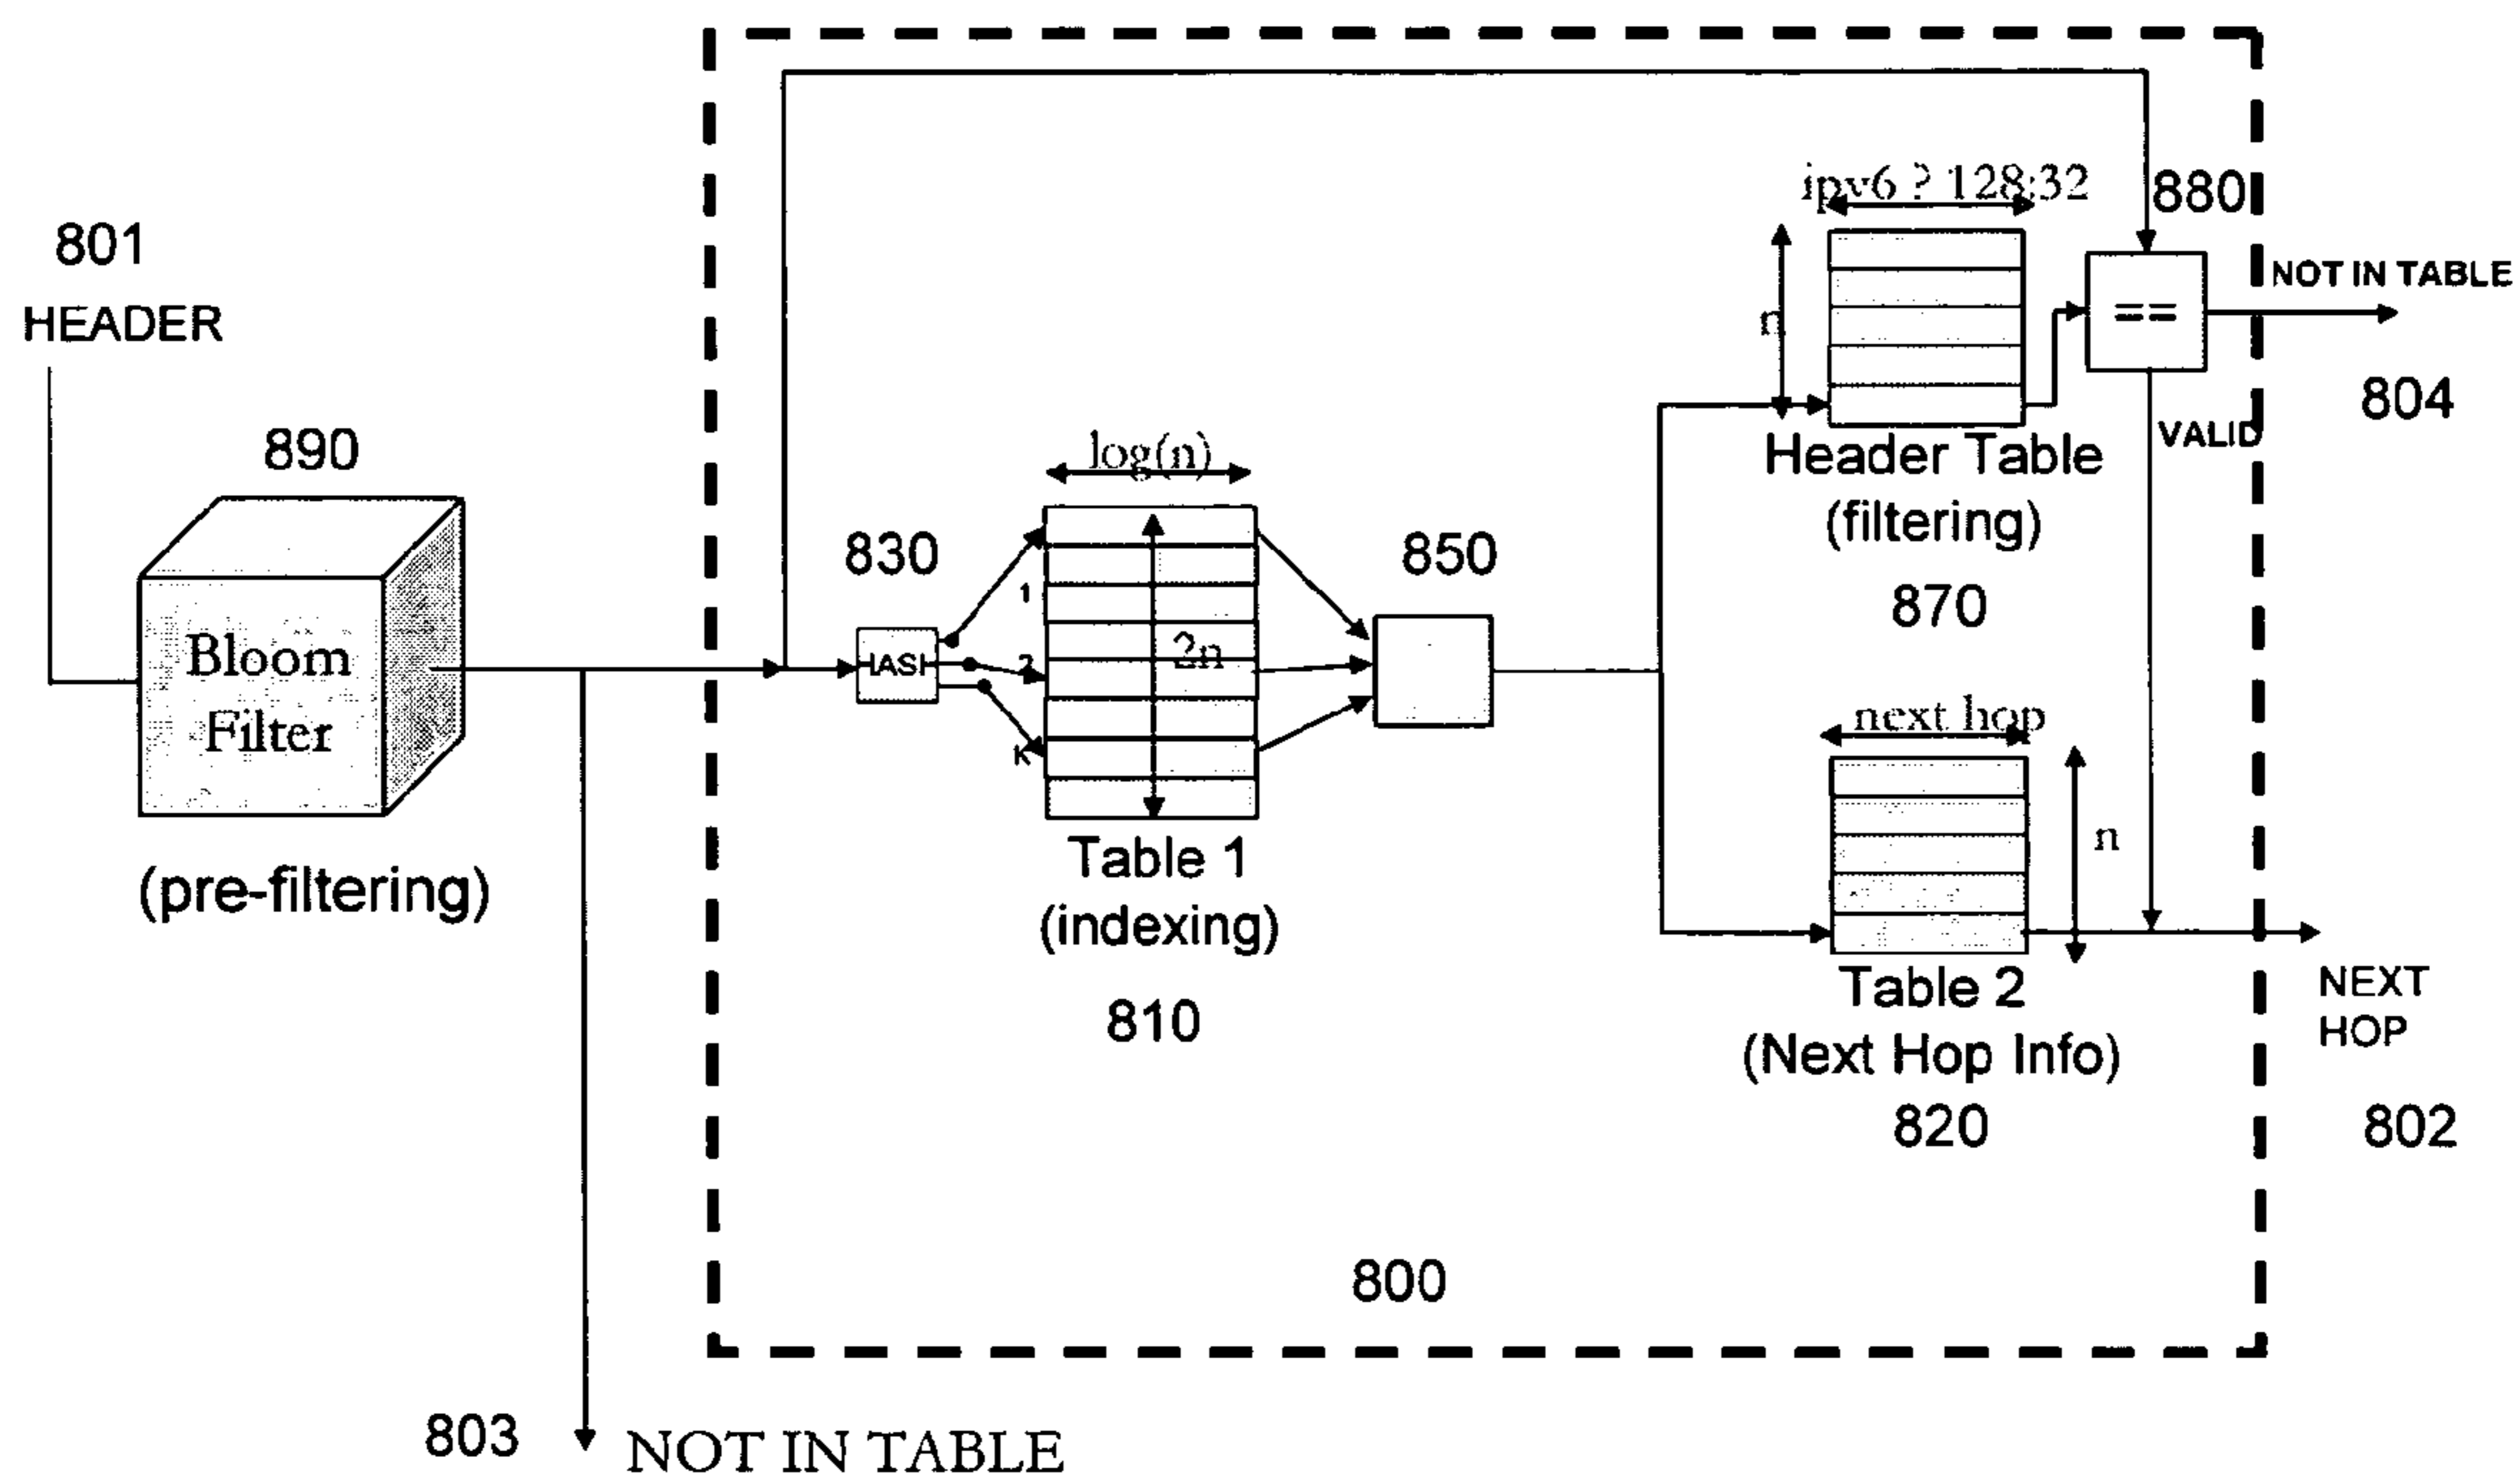 801
HEADER
890
Bloom
Filter
(pre-filtering)
803
NOT IN TABLE
830
1
2
K
log(n)
2n
Table 1
(indexing)
810
850
800
ipv6 ? 128:32
n
880
==
NOT IN TABLE
804
VALID
Header Table
(filtering)
870
next hop
n
Table 2
(Next Hop Info)
820
NEXT
HOP
802